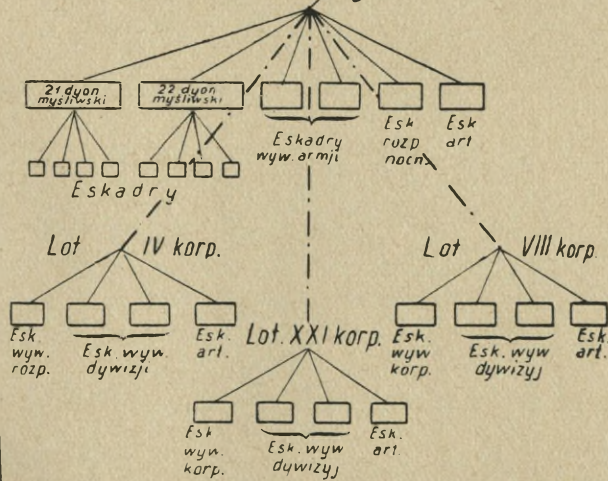 21 dyon
myśliwski
22 dyon
myśliwski
Eskadry
wyw. armji
Esk
rozp
nocn.
Esk
art
Eskadry
Lot IV korp.
Lot VIII korp.
Esk.
wyw.
rozp.
Esk. wyw.
dywizji
Esk.
art.
Lot. XXI korp.
Esk.
wyw
korp.
Esk. wyw
dywizyj
Esk.
art.
Esk
wyw.
korp.
Esk. wyw
dywizyj
Esk.
art.